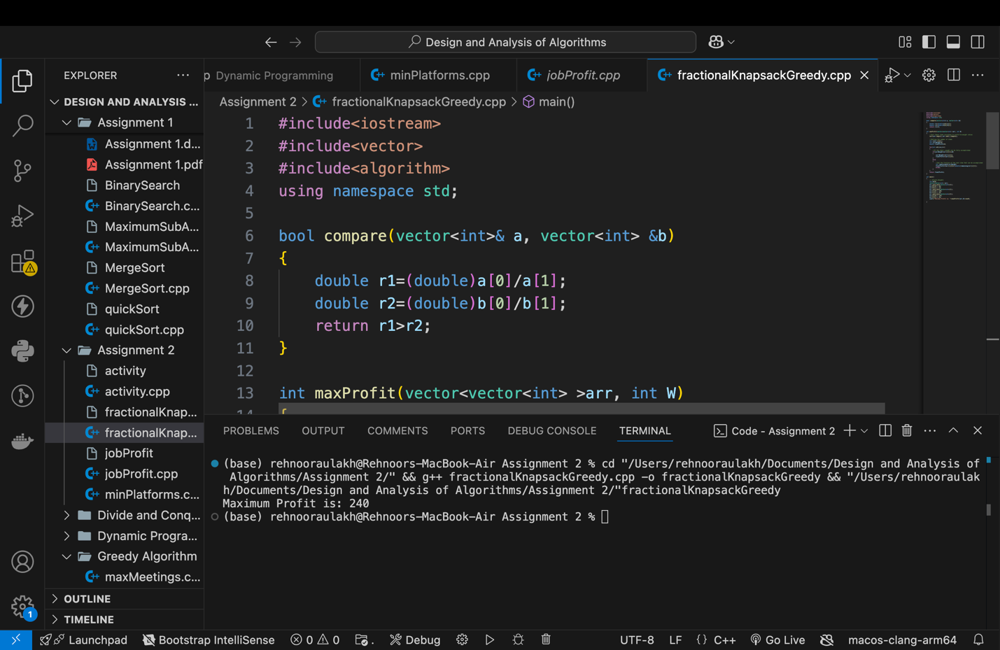 Design and Analysis of Algorithms
EXPLORER
DESIGN AND ANALYSIS ...
Assignment 1
Assignment 1.d...
Assignment 1.pdf
BinarySearch
BinarySearch.c...
MaximumSubA...
MaximumSubA...
MergeSort
MergeSort.cpp
quickSort
quickSort.cpp
Assignment 2
activity
activity.cpp
fractionalKnap...
fractionalKnap...
jobProfit
jobProfit.cpp
minPlatforms.c...
Divide and Conq...
Dynamic Progra...
Greedy Algorithm
maxMeetings.c...
OUTLINE
TIMELINE
p Dynamic Programming
minPlatforms.cpp
jobProfit.cpp
fractionalKnapsackGreedy.cpp
Assignment 2 > fractionalKnapsackGreedy.cpp > main()
1 #include<iostream>
2 #include<vector>
3 #include<algorithm>
4 using namespace std;
5
6 bool compare(vector<int>& a, vector<int> &b)
7 {
8 double r1=(double)a[0]/a[1];
9 double r2=(double)b[0]/b[1];
10 return r1>r2;
11 }
12
13 int maxProfit(vector<vector<int> >arr, int W)
14 {
PROBLEMS OUTPUT COMMENTS PORTS DEBUG CONSOLE TERMINAL
Code - Assignment 2
(base) rehnooraulakh@Rehnoors-MacBook-Air Assignment 2 % cd "/Users/rehnooraulakh/Documents/Design and Analysis of
Algorithms/Assignment 2/" && g++ fractionalKnapsackGreedy.cpp -o fractionalKnapsackGreedy && "/Users/rehnooraulak
h/Documents/Design and Analysis of Algorithms/Assignment 2/"fractionalKnapsackGreedy
Maximum Profit is: 240
(base) rehnooraulakh@Rehnoors-MacBook-Air Assignment 2 %
1
Launchpad Bootstrap IntelliSense 0 0 . Debug UTF-8 LF {} C++ Go Live macos-clang-arm64